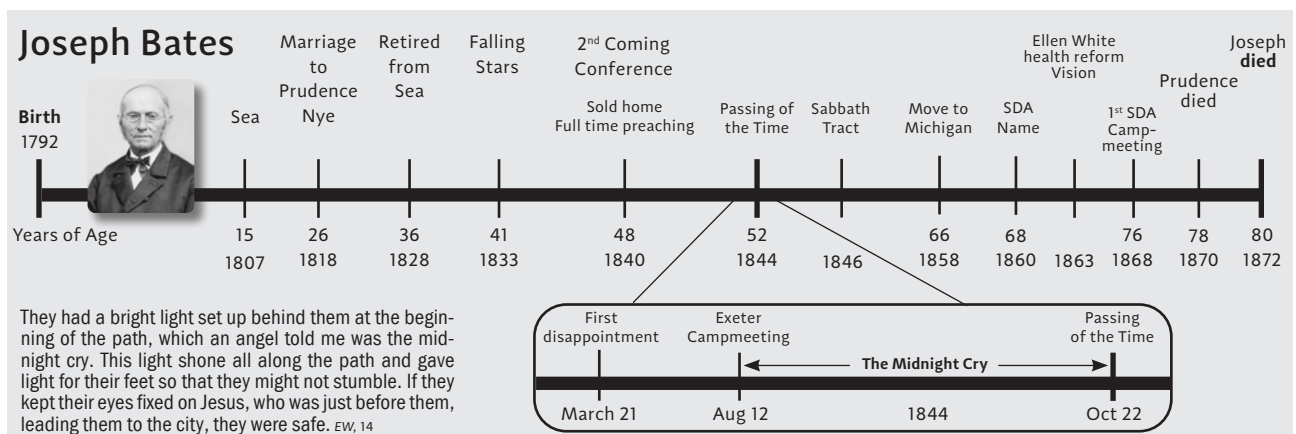 Joseph Bates
Birth
1792
Sea
Marriage
to
Prudence
Nye
Retired
from
Sea
Falling
Stars
2nd Coming
Conference
Sold home
Full time preaching
Passing of
the Time
Sabbath
Tract
Move to
Michigan
SDA
Name
Ellen White
health reform
Vision
1st SDA
Camp-
meeting
Prudence
died
Joseph
died
Years of Age 15 26 36 41 48 52 66 68 76 78 80
1807 1818 1828 1833 1840 1844 1846 1858 1860 1863 1868 1870 1872
They had a bright light set up behind them at the begin-
ning of the path, which an angel told me was the mid-
night cry. This light shone all along the path and gave
light for their feet so that they might not stumble. If they
kept their eyes fixed on Jesus, who was just before them,
leading them to the city, they were safe. EW, 14
First
disappointment
Exeter
Campmeeting
The Midnight Cry
Passing
of the Time
March 21 Aug 12 1844 Oct 22